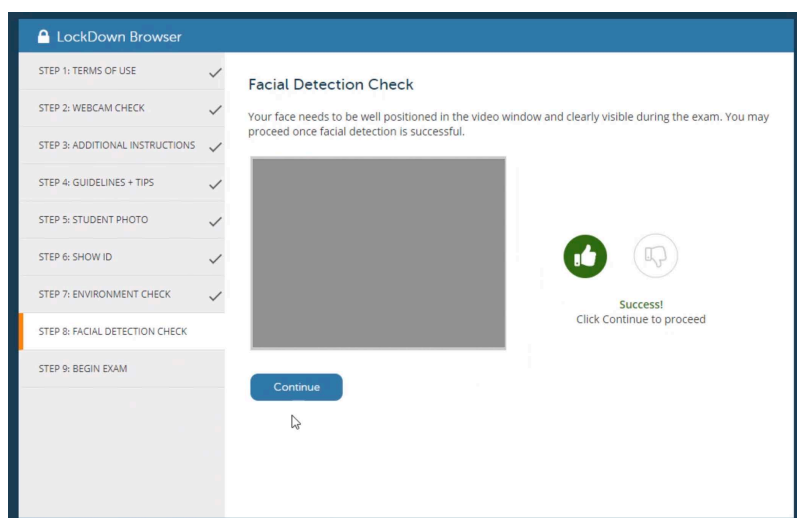 LockDown Browser
STEP 1: TERMS OF USE
STEP 2: WEBCAM CHECK
STEP 3: ADDITIONAL INSTRUCTIONS
STEP 4: GUIDELINES + TIPS
STEP 5: STUDENT PHOTO
STEP 6: SHOW ID
STEP 7: ENVIRONMENT CHECK
STEP 8: FACIAL DETECTION CHECK
STEP 9: BEGIN EXAM
Facial Detection Check
Your face needs to be well positioned in the video window and clearly visible during the exam. You may
proceed once facial detection is successful.
Success!
Click Continue to proceed
Continue